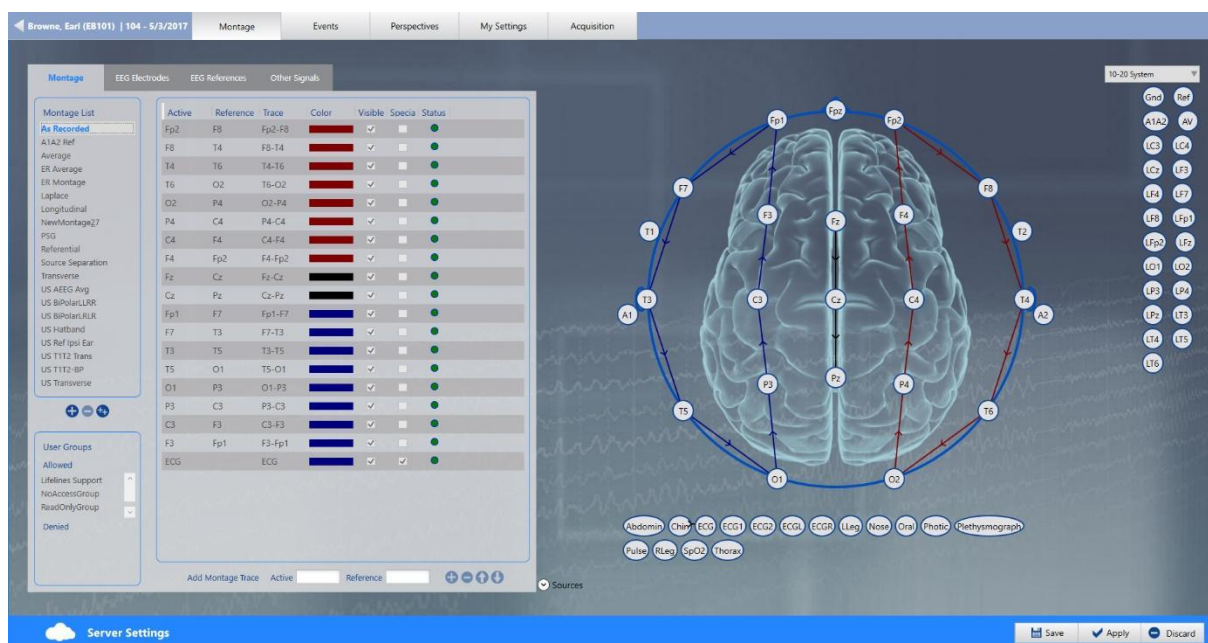 Browne, Earl (EB101) | 104 - 5/3/2017 Montage Events Perspectives My Settings Acquisition
Montage EEG Electrodes EEG References Other Signals
Montage List
As Recorded
A1A2 Ref
Average
ER Average
ER Montage
Laplace
Longitudinal
NewMontage27
PSG
Referential
Source Separation
Transverse
US AEEG Avg
US BiPolarLLRR
US BiPolarLRLR
US Hatband
US Ref Ipsi Ear
US T1T2 Trans
US T1T2-BP
US Transverse
User Groups
Allowed
Lifelines Support
NoAccessGroup
ReadOnlyGroup
Denied
Active Reference Trace Color Visible Specia Status
Fp2 F8 Fp2-F8
F8 T4 F8-T4
T4 T6 T4-T6
T6 O2 T6-O2
O2 P4 O2-P4
P4 C4 P4-C4
C4 F4 C4-F4
F4 Fp2 F4-Fp2
Fz Cz Fz-Cz
Cz Pz Cz-Pz
Fp1 F7 Fp1-F7
F7 T3 F7-T3
T3 T5 T3-T5
T5 O1 T5-O1
O1 P3 O1-P3
P3 C3 P3-C3
C3 F3 C3-F3
F3 Fp1 F3-Fp1
ECG ECG
Add Montage Trace Active Reference
Sources
Fpz
Fp1 Fp2
F7 F8
F3 Fz F4
T1 T2
A1 T3 C3 Cz C4 T4 A2
P3 Pz P4
T5 T6
O1 O2
Abdomin Chin ECG ECG1 ECG2 ECGL ECGR LLeg Nose Oral Photic Plethysmograph
Pulse RLeg SpO2 Thorax
10-20 System
Gnd Ref
A1A2 AV
LC3 LC4
LCz LF3
LF4 LF7
LF8 LFp1
LFp2 LFz
LO1 LO2
LP3 LP4
LPz LT3
LT4 LT5
LT6
Server Settings Save Apply Discard